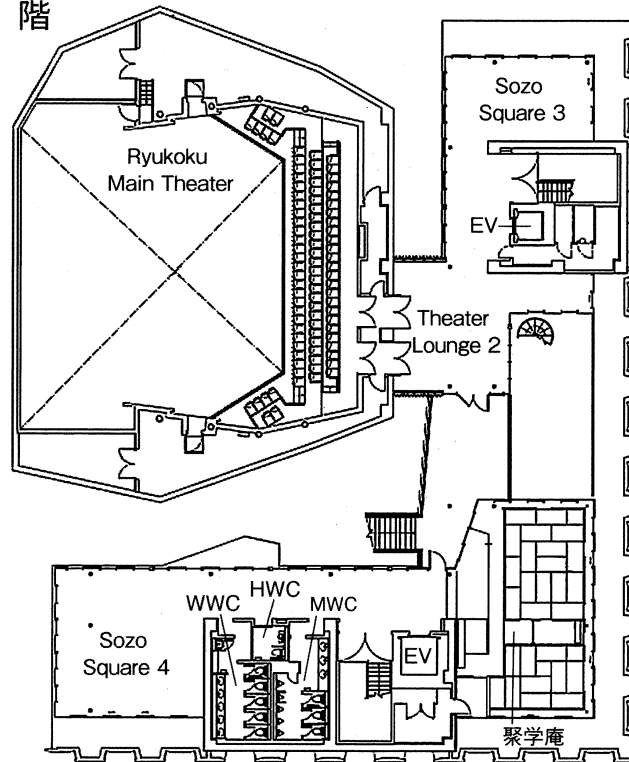 階
Sozo
Square 3
Ryukoku
Main Theater
EV
Theater
Lounge 2
WWC
HWC
MWC
Sozo
Square 4
EV
聚学庵